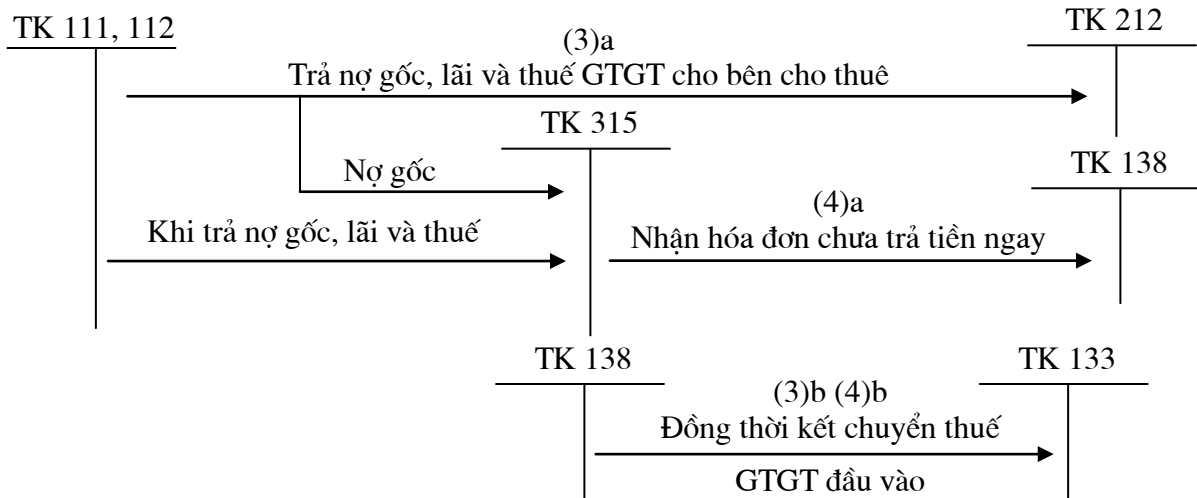 TK 111, 112
TK 212
(3)a
Trả nợ gốc, lãi và thuế GTGT cho bên cho thuê
TK 315
TK 138
Nợ gốc
(4)a
Khi trả nợ gốc, lãi và thuế
Nhận hóa đơn chưa trả tiền ngay
TK 138
TK 133
(3)b (4)b
Đồng thời kết chuyển thuế
GTGT đầu vào